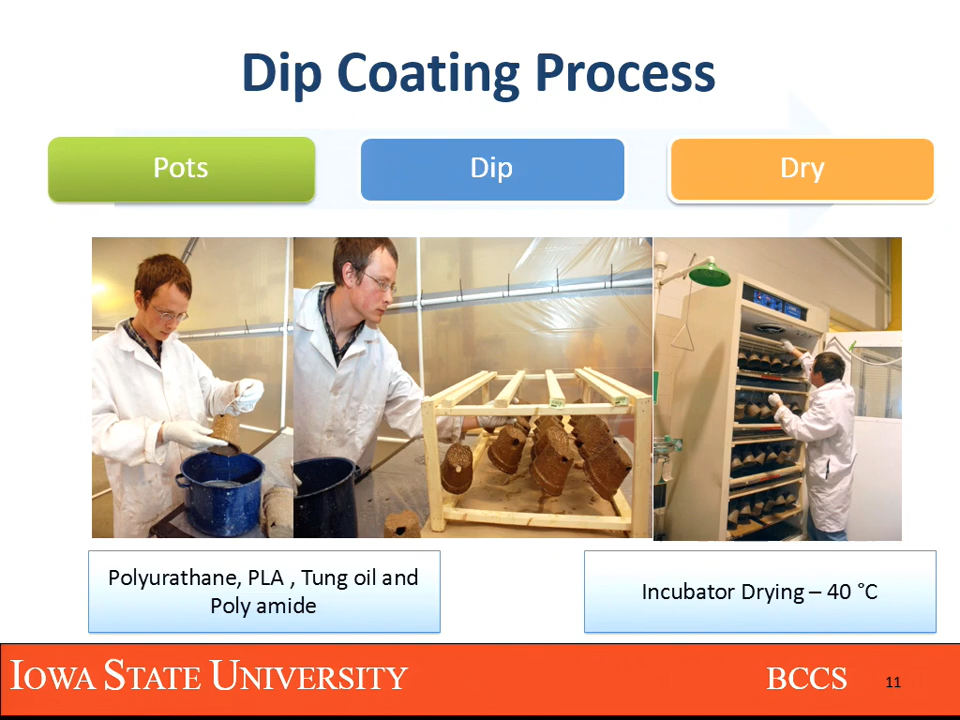 Dip Coating Process
Pots
Dip
Dry
Polyurathane, PLA , Tung oil and
Poly amide
Incubator Drying – 40 ˚C
IOWA STATE UNIVERSITY
BCCS
11